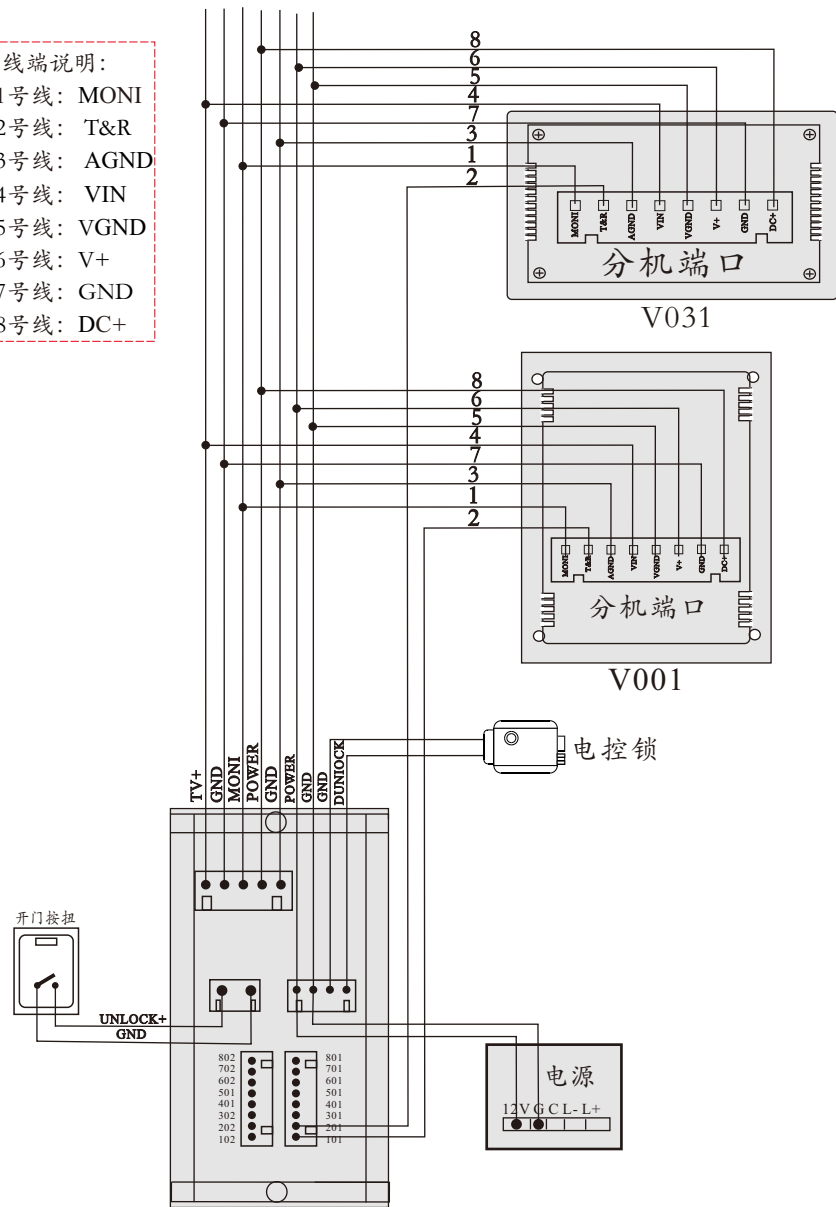 线端说明：
1号线：MONI
2号线：T&R
3号线：AGND
4号线：VIN
5号线：VGND
6号线：V+
7号线：GND
8号线：DC+
8
6
5
4
7
3
1
2
MONI
T&R
AGND
VIN
VGND
V+
GND
DC+
分机端口
V031
8
6
5
4
7
3
1
2
MONI
T&R
AGND
VIN
VGND
V+
GND
DC+
分机端口
V001
电控锁
TV+
GND
MONI
POWER
GND
POWER
GND
GND
DUNIOCK
开门按扭
UNLOCK+
GND
802
702
602
501
401
302
202
102
801
701
601
501
401
301
201
101
电源
12V G C L- L+